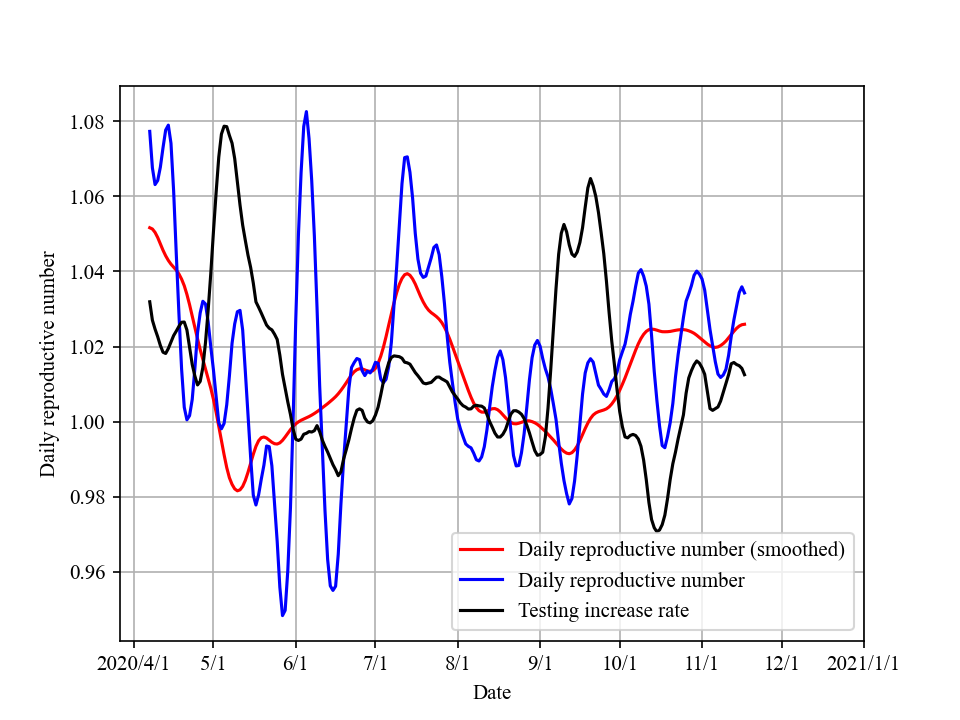 Daily reproductive number
1.08
1.06
1.04
1.02
1.00
0.98
0.96
Daily reproductive number (smoothed)
Daily reproductive number
Testing increase rate
2020/4/1 5/1 6/1 7/1 8/1 9/1 10/1 11/1 12/1 2021/1/1
Date